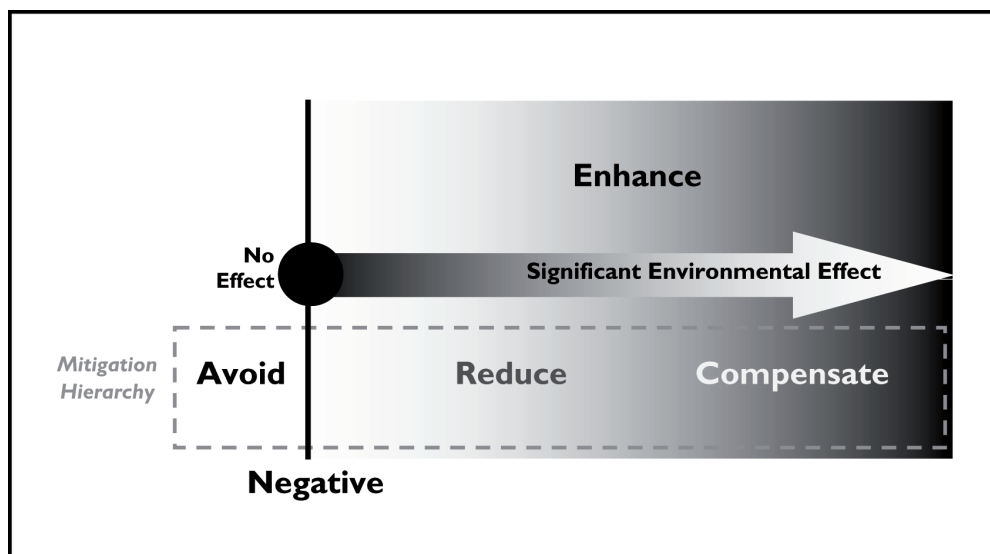 Enhance
No
Effect
Significant Environmental Effect
Mitigation
Hierarchy
Avoid
Reduce
Compensate
Negative